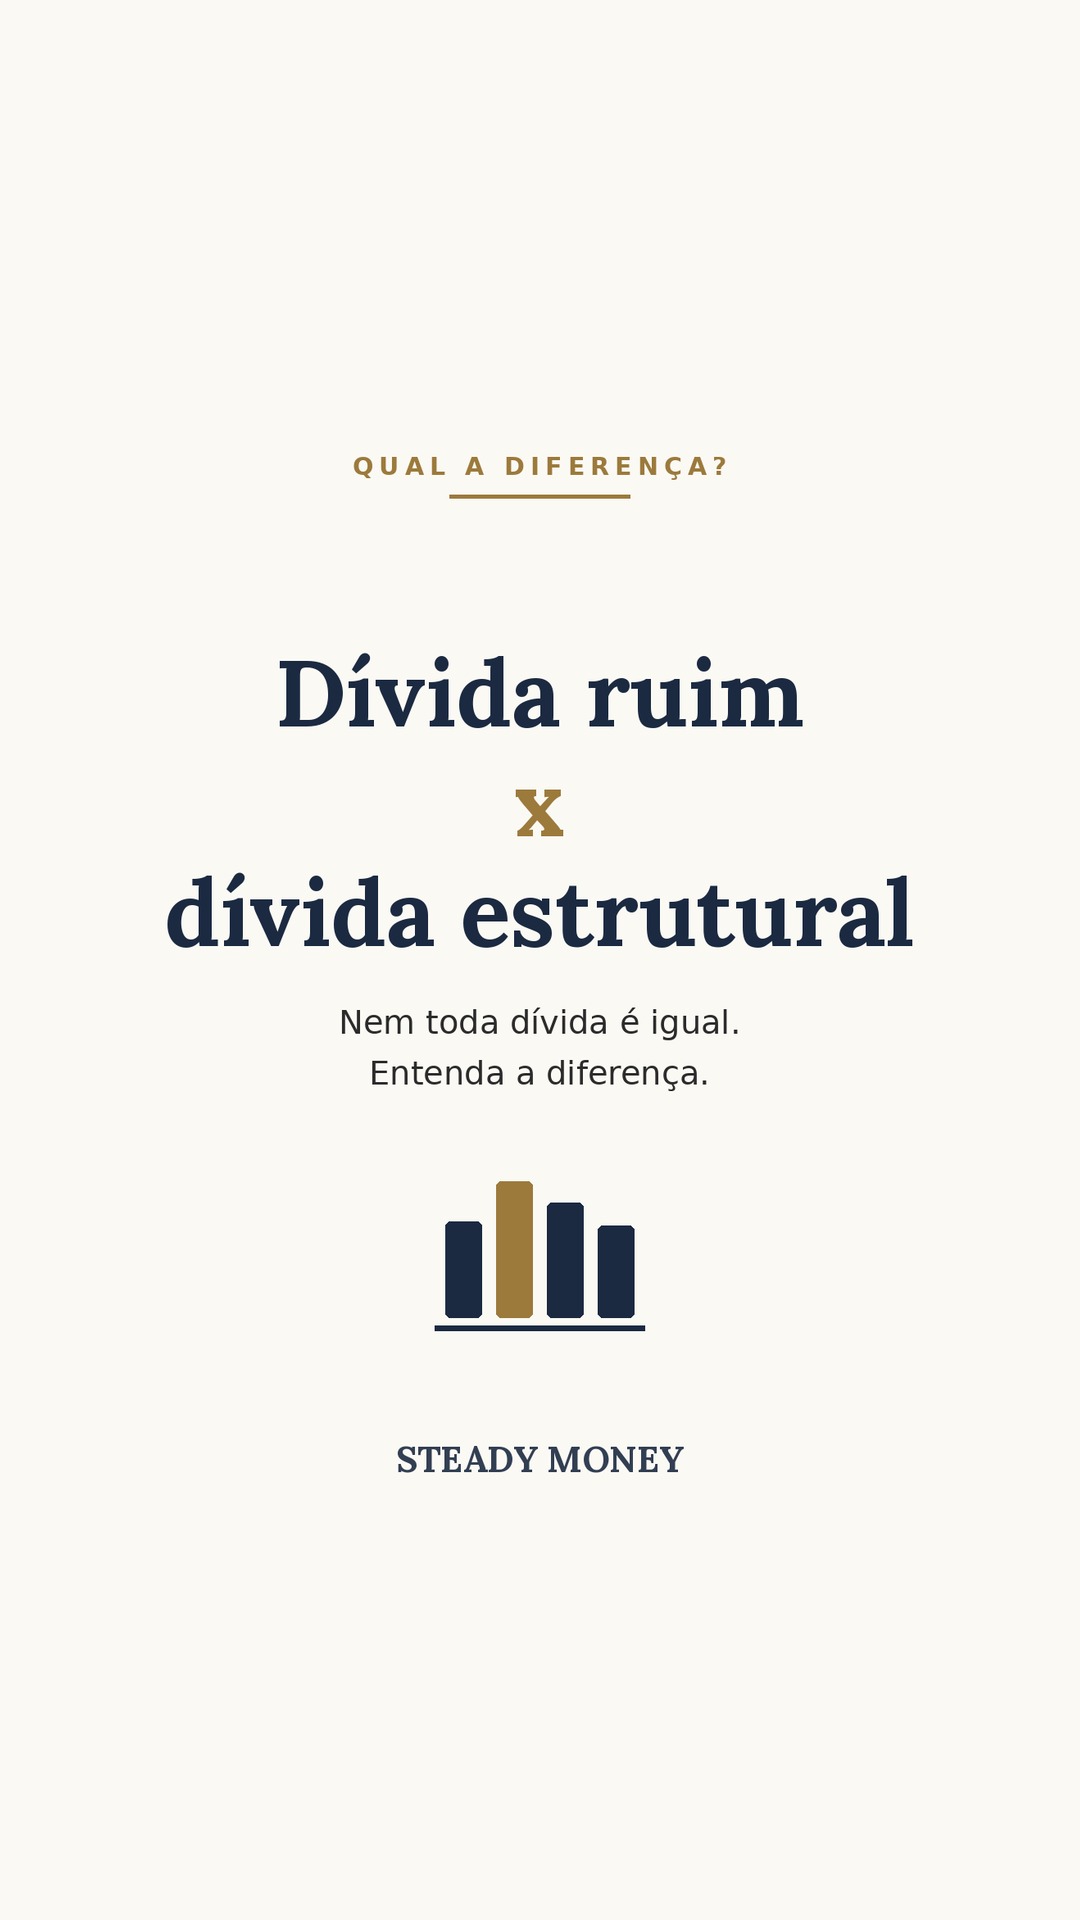 QUAL A DIFERENÇA?
Dívida ruim
x
dívida estrutural
Nem toda dívida é igual.
Entenda a diferença.
STEADY MONEY